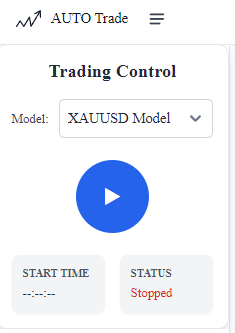 AUTO Trade
Trading Control
Model: XAUUSD Model
START TIME
--:--:--
STATUS
Stopped